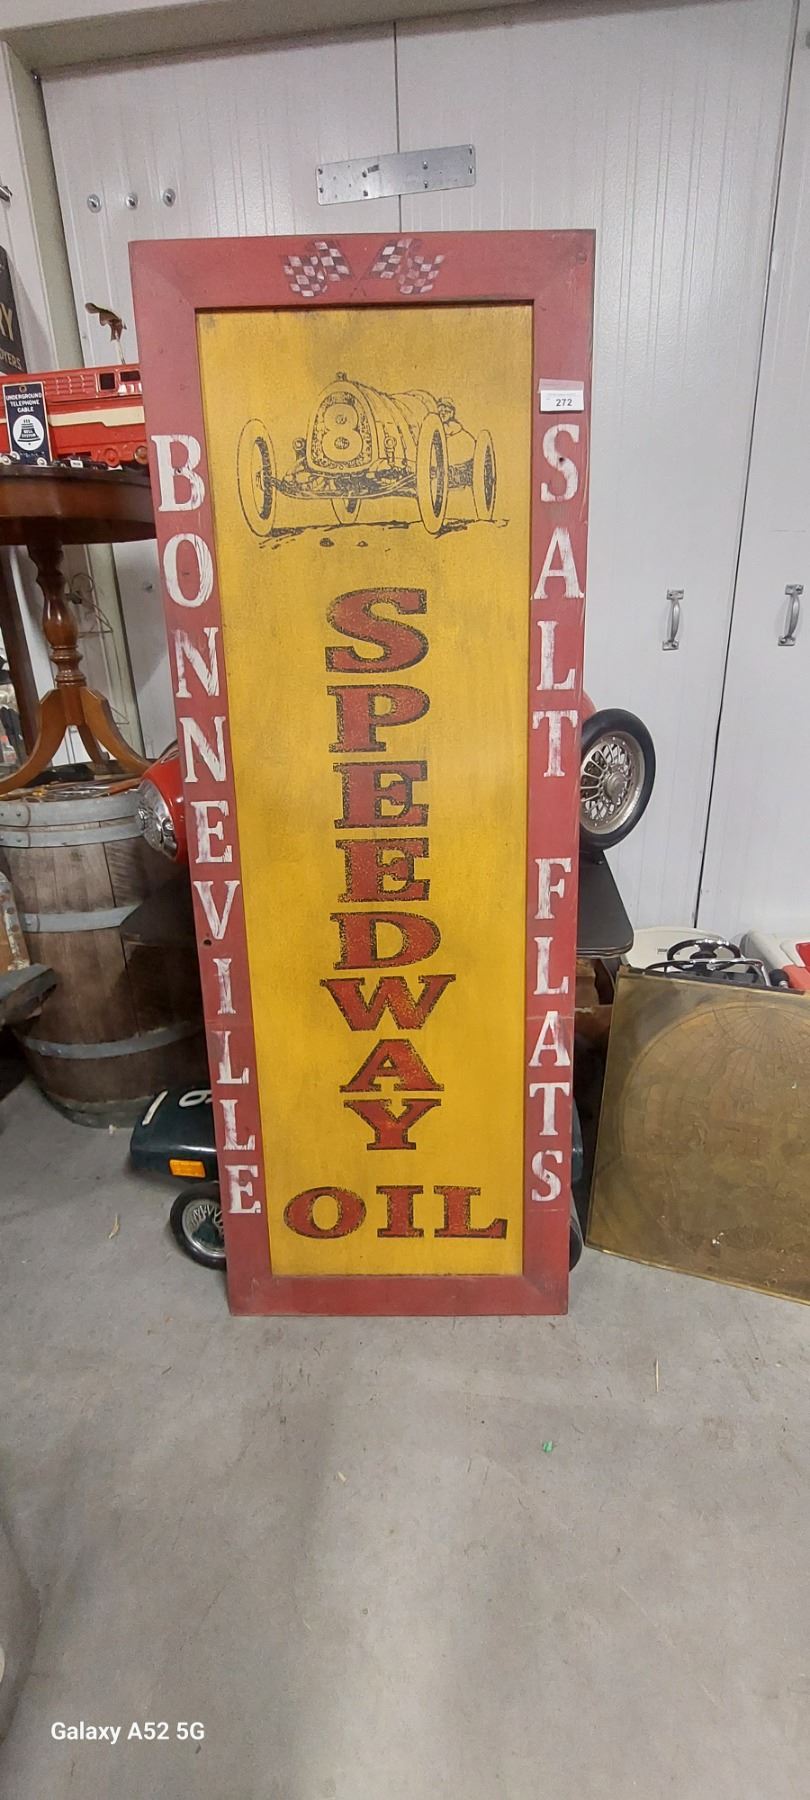 8
272
BONNEVILLE
SPEEDWAY
OIL
SALT FLATS
UNDERGROUND
TELEPHONE
CABLE
Galaxy A52 5G